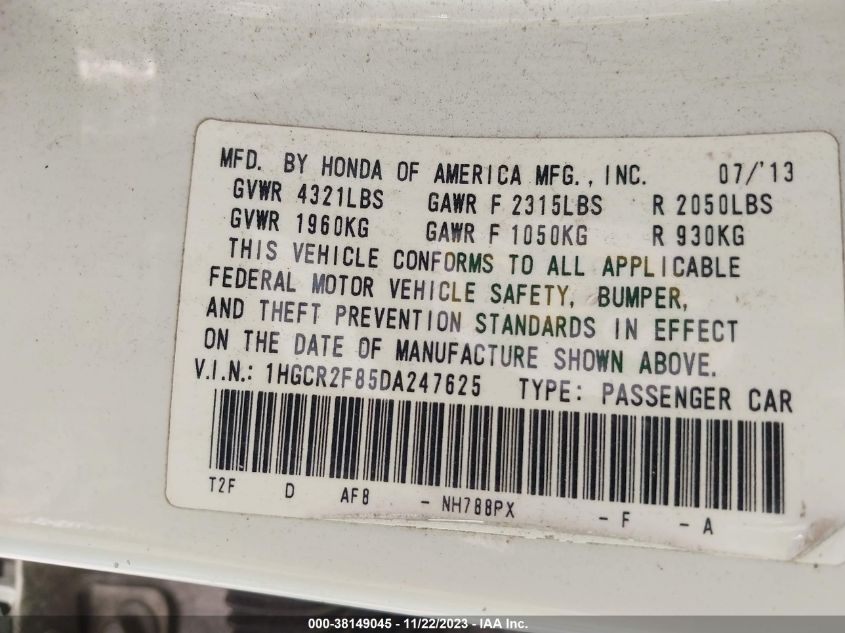 MFD. BY HONDA OF AMERICA MFG., INC. 07/'13
GVWR 4321LBS GAWR F 2315LBS R 2050LBS
GVWR 1960KG GAWR F 1050KG R 930KG
THIS VEHICLE CONFORMS TO ALL APPLICABLE
FEDERAL MOTOR VEHICLE SAFETY, BUMPER,
AND THEFT PREVENTION STANDARDS IN EFFECT
ON THE DATE OF MANUFACTURE SHOWN ABOVE.
V.I.N.: 1HGCR2F85DA247625 TYPE: PASSENGER CAR
T2F D AF8 - NH788PX - F - A
000-38149045 - 11/22/2023 - IAA Inc.